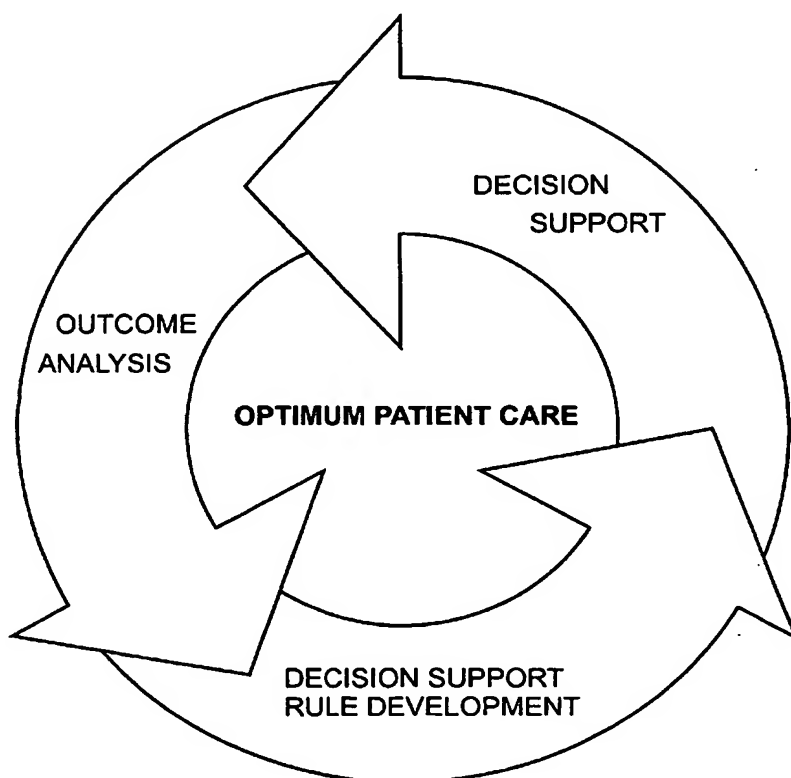 DECISION
SUPPORT
OUTCOME
ANALYSIS
OPTIMUM PATIENT CARE
DECISION SUPPORT
RULE DEVELOPMENT